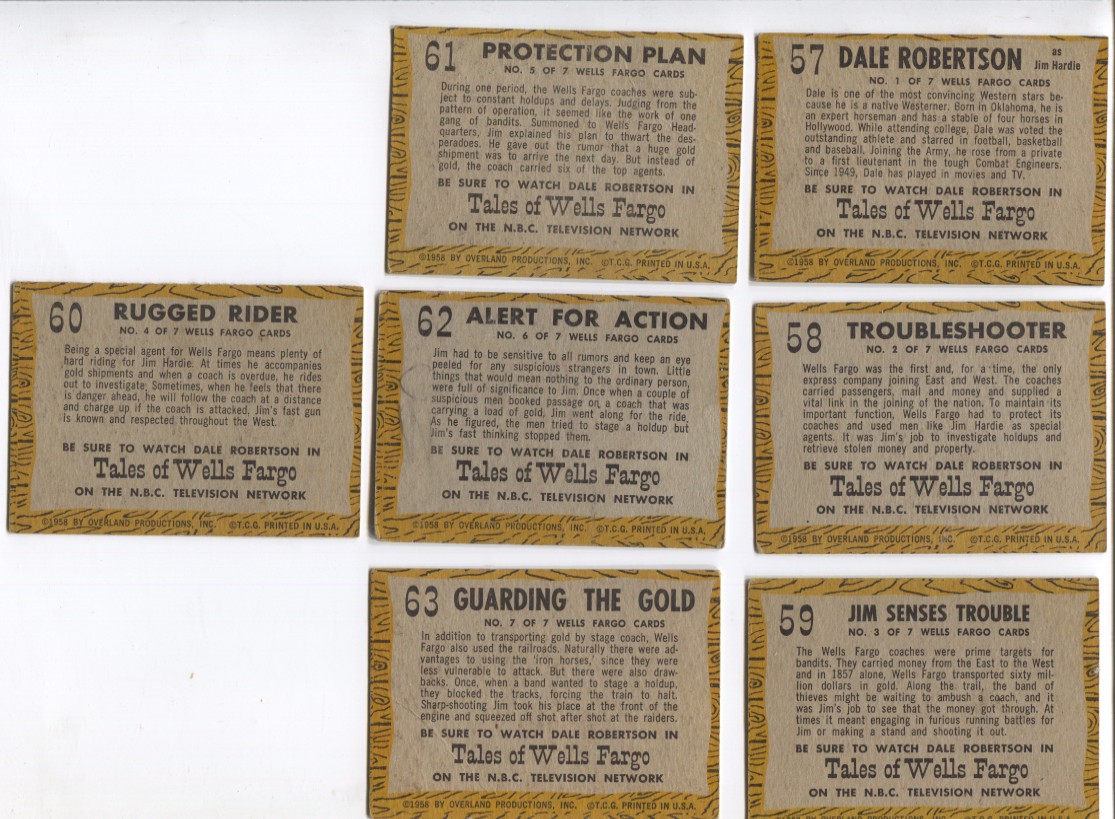 61 PROTECTION PLAN
NO. 5 OF 7 WELLS FARGO CARDS
During one period, the Wells Fargo coaches were sub-
ject to constant holdups and delays. Judging from the
pattern of operation, it seemed like the work of one
gang of bandits. Summoned to Wells Fargo Head-
quarters, Jim explained his plan to thwart the des-
peradoes. He gave out the rumor that a huge gold
shipment was to arrive the next day. But instead of
gold, the coach carried six of the top agents.
BE SURE TO WATCH DALE ROBERTSON IN
Tales of Wells Fargo
ON THE N.B.C. TELEVISION NETWORK
©1958 BY OVERLAND PRODUCTIONS, INC. ©T.C.G. PRINTED IN U.S.A.
57 DALE ROBERTSON as
Jim Hardie
NO. 1 OF 7 WELLS FARGO CARDS
Dale is one of the most convincing Western stars be-
cause he is a native Westerner. Born in Oklahoma, he is
an expert horseman and has a stable of four horses in
Hollywood. While attending college, Dale was voted the
outstanding athlete and starred in football, basketball
and baseball. Joining the Army, he rose from a private
to a first lieutenant in the tough Combat Engineers.
Since 1949, Dale has played in movies and TV.
BE SURE TO WATCH DALE ROBERTSON IN
Tales of Wells Fargo
ON THE N.B.C. TELEVISION NETWORK
©1958 BY OVERLAND PRODUCTIONS, INC. ©T.C.G. PRINTED IN U.S.A.
60 RUGGED RIDER
NO. 4 OF 7 WELLS FARGO CARDS
Being a special agent for Wells Fargo means plenty of
hard riding for Jim Hardie. At times he accompanies
gold shipments and when a coach is overdue, he rides
out to investigate. Sometimes, when he feels that there
is danger ahead, he will follow the coach at a distance
and charge up if the coach is attacked. Jim's fast gun
is known and respected throughout the West.
BE SURE TO WATCH DALE ROBERTSON IN
Tales of Wells Fargo
ON THE N.B.C. TELEVISION NETWORK
©1958 BY OVERLAND PRODUCTIONS, INC. ©T.C.G. PRINTED IN U.S.A.
62 ALERT FOR ACTION
NO. 6 OF 7 WELLS FARGO CARDS
Jim had to be sensitive to all rumors and keep an eye
peeled for any suspicious strangers in town. Little
things that would mean nothing to the ordinary person,
were full of significance to Jim. Once when a couple of
suspicious men booked passage on a coach that was
carrying a load of gold, Jim went along for the ride.
As he figured, the men tried to stage a holdup but
Jim's fast thinking stopped them.
BE SURE TO WATCH DALE ROBERTSON IN
Tales of Wells Fargo
ON THE N.B.C. TELEVISION NETWORK
©1958 BY OVERLAND PRODUCTIONS, INC. ©T.C.G. PRINTED IN U.S.A.
58 TROUBLESHOOTER
NO. 2 OF 7 WELLS FARGO CARDS
Wells Fargo was the first and, for a time, the only
express company joining East and West. The coaches
carried passengers, mail and money and supplied a
vital link in the joining of the nation. To maintain its
important function, Wells Fargo had to protect its
coaches and used men like Jim Hardie as special
agents. It was Jim's job to investigate holdups and
retrieve stolen money and property.
BE SURE TO WATCH DALE ROBERTSON IN
Tales of Wells Fargo
ON THE N.B.C. TELEVISION NETWORK
©1958 BY OVERLAND PRODUCTIONS, INC. ©T.C.G. PRINTED IN U.S.A.
63 GUARDING THE GOLD
NO. 7 OF 7 WELLS FARGO CARDS
In addition to transporting gold by stage coach, Wells
Fargo also used the railroads. Naturally there were ad-
vantages to using the 'iron horses,' since they were
less vulnerable to attack. But there were also draw-
backs. Once, when a band wanted to stage a holdup,
they blocked the tracks, forcing the train to halt.
Sharp-shooting Jim took his place at the front of the
engine and squeezed off shot after shot at the raiders.
BE SURE TO WATCH DALE ROBERTSON IN
Tales of Wells Fargo
ON THE N.B.C. TELEVISION NETWORK
©1958 BY OVERLAND PRODUCTIONS, INC. ©T.C.G. PRINTED IN U.S.A.
59 JIM SENSES TROUBLE
NO. 3 OF 7 WELLS FARGO CARDS
The Wells Fargo coaches were prime targets for
bandits. They carried money from the East to the West
and in 1857 alone, Wells Fargo transported sixty mil-
lion dollars in gold. Along the trail, the band of
thieves might be waiting to ambush a coach, and it
was Jim's job to see that the money got through. At
times it meant engaging in furious running battles for
Jim or making a stand and shooting it out.
BE SURE TO WATCH DALE ROBERTSON IN
Tales of Wells Fargo
ON THE N.B.C. TELEVISION NETWORK